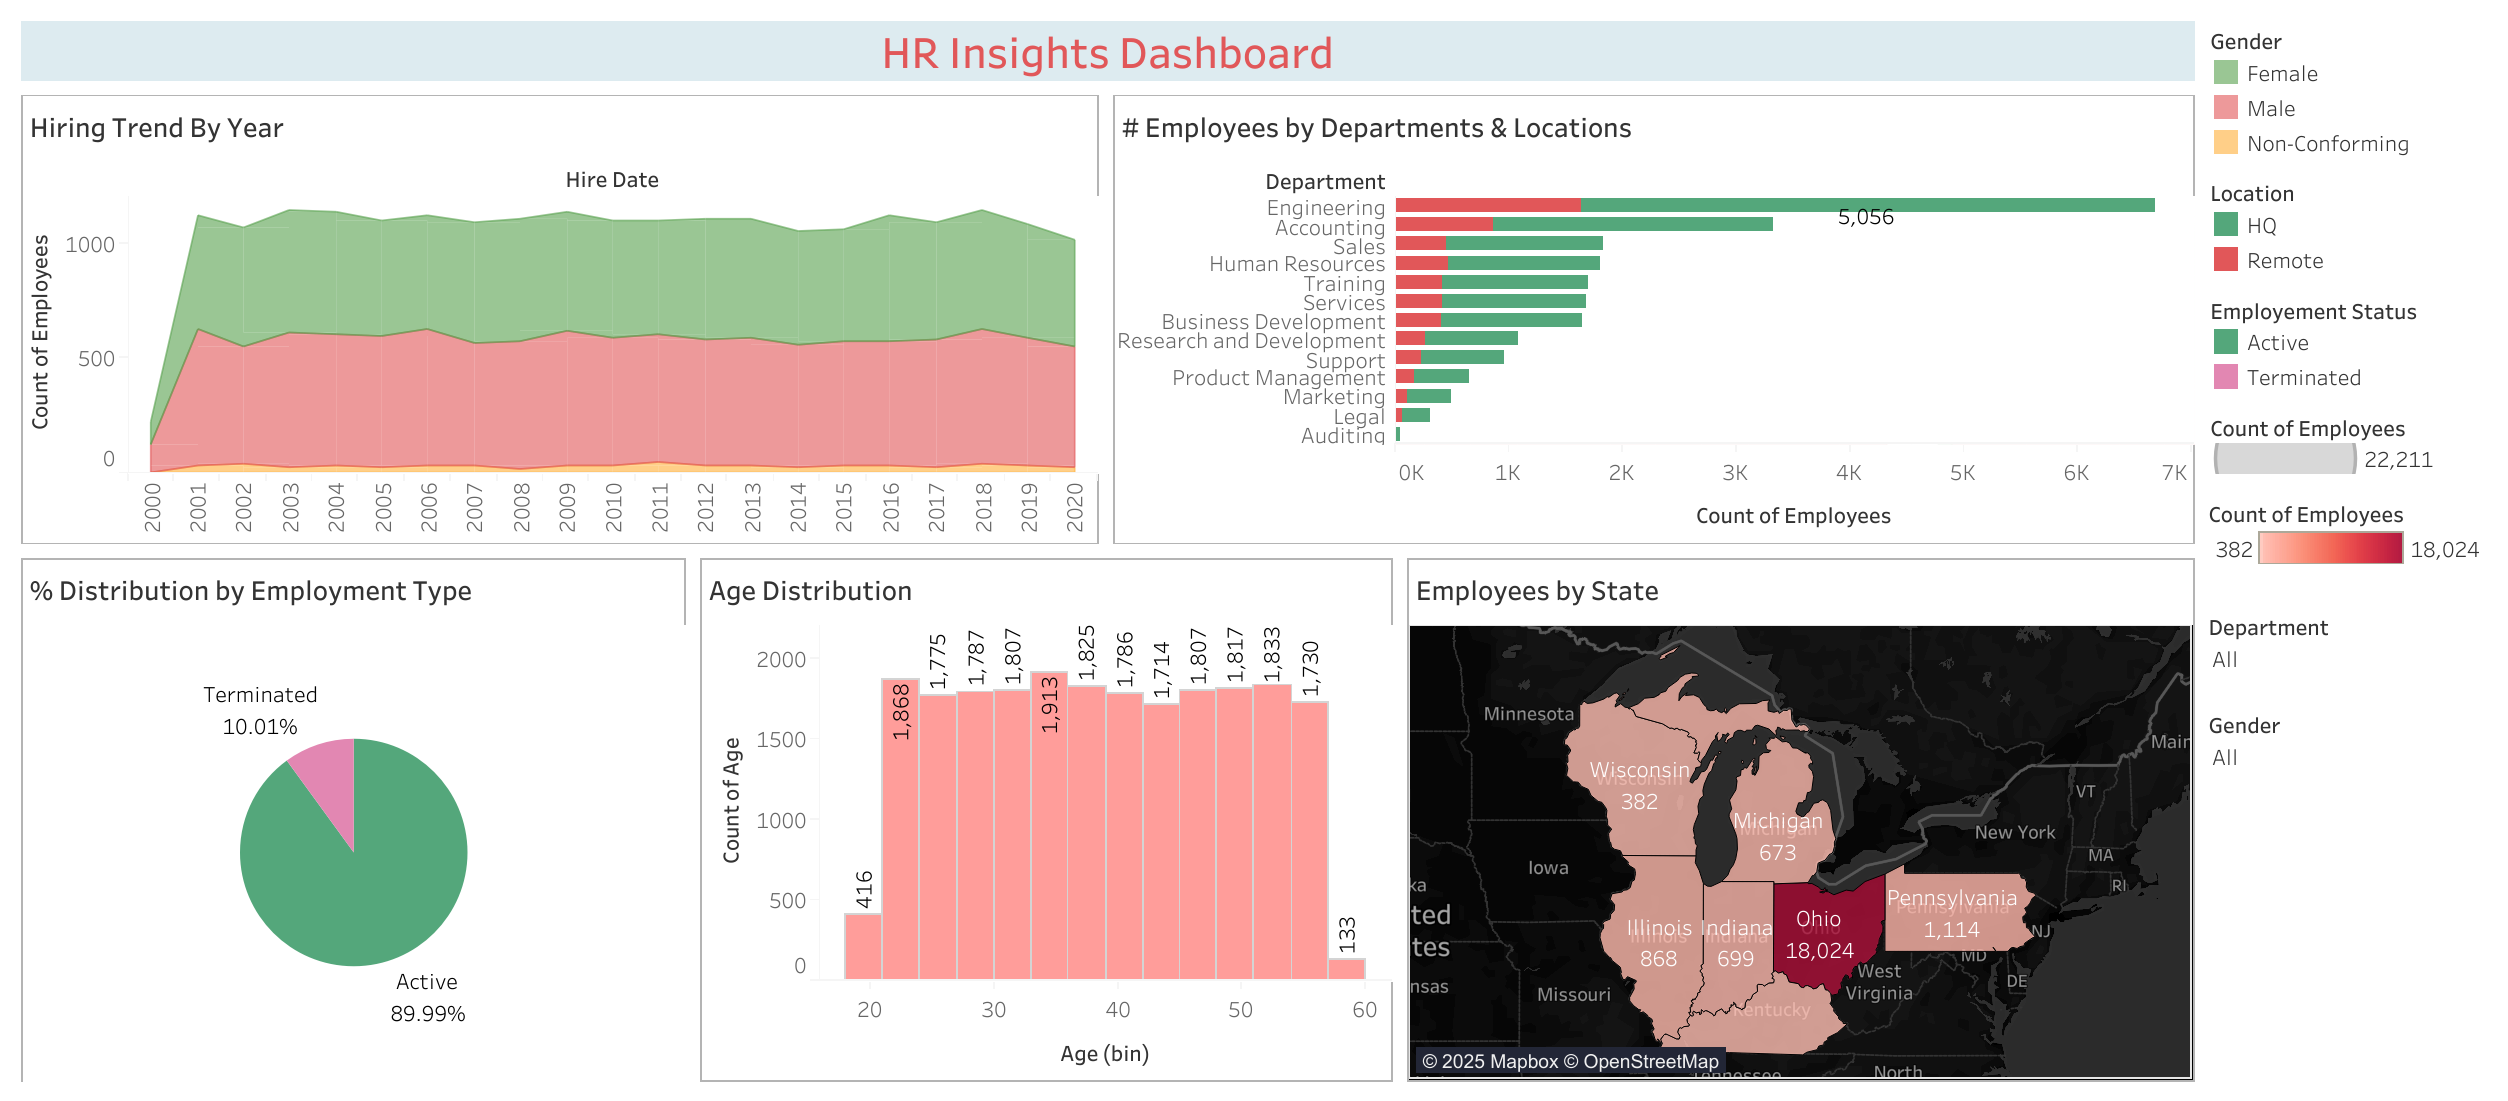 HR Insights Dashboard
Hiring Trend By Year
Hire Date
Count of Employees
1000
500
0
2000 2001 2002 2003 2004 2005 2006 2007 2008 2009 2010 2011 2012 2013 2014 2015 2016 2017 2018 2019 2020
# Employees by Departments & Locations
Department
Engineering
Accounting
Sales
Human Resources
Training
Services
Business Development
Research and Development
Support
Product Management
Marketing
Legal
Auditing
5,056
0K 1K 2K 3K 4K 5K 6K 7K
Count of Employees
Gender
Female
Male
Non-Conforming
Location
HQ
Remote
Employement Status
Active
Terminated
Count of Employees
22,211
Count of Employees
382 18,024
Department
All
Gender
All
% Distribution by Employment Type
Terminated
10.01%
Active
89.99%
Age Distribution
Count of Age
2000
1500
1000
500
0
416 1,868 1,775 1,787 1,807 1,913 1,825 1,786 1,714 1,807 1,817 1,833 1,730 133
20 30 40 50 60
Age (bin)
Employees by State
Minnesota
Main
Wisconsin
Wisconsin
382
VT
Michigan
Michigan
673
New York
MA
Iowa
ka
RI
Pennsylvania
Pennsylvania
1,114
ted
tes
Illinois
Illinois
868
Indiana
Indiana
699
Ohio
Ohio
18,024
NJ
MD
DE
West
Virginia
nsas
Missouri
Kentucky
© 2025 Mapbox © OpenStreetMap
Tennessee
North